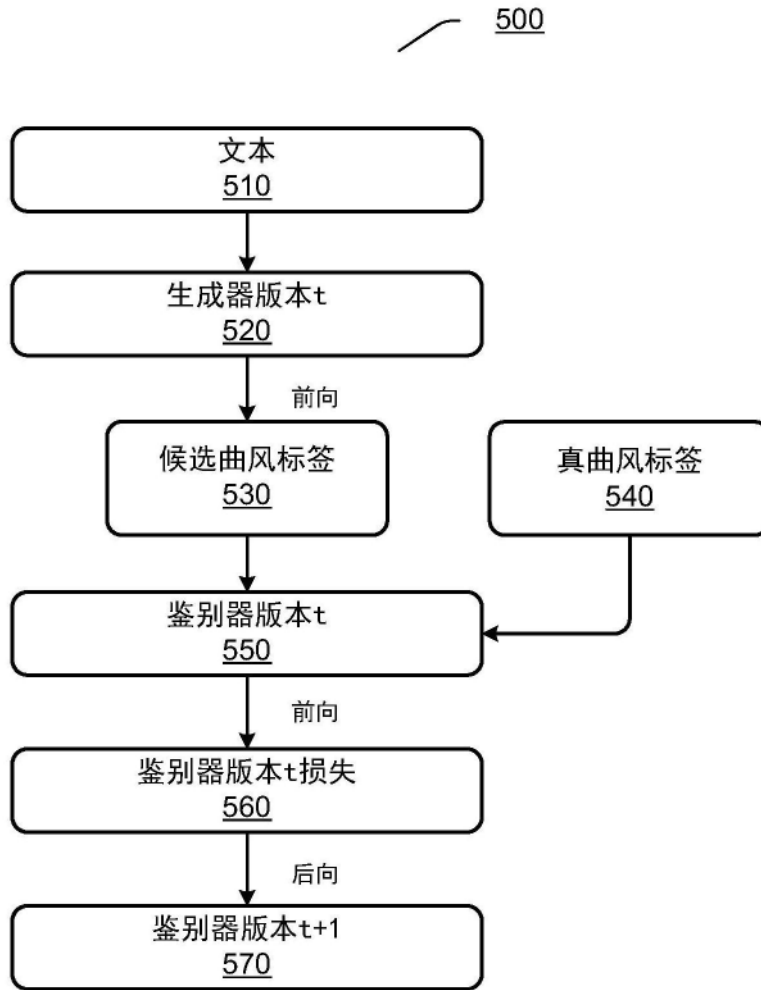 500
文本
510
生成器版本t
520
前向
候选曲风标签
530
真曲风标签
540
鉴别器版本t
550
前向
鉴别器版本t损失
560
后向
鉴别器版本t+1
570